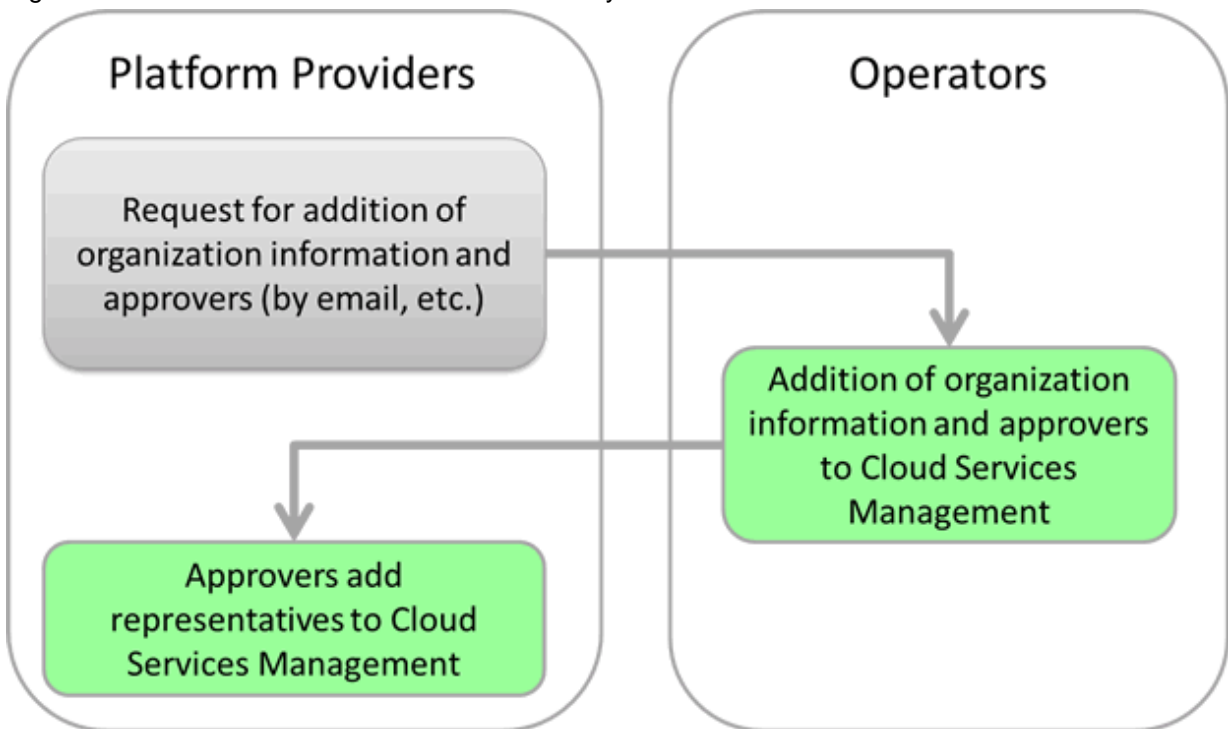 Platform Providers
Operators
Request for addition of
organization information and
approvers (by email, etc.)
Addition of organization
information and approvers
to Cloud Services
Management
Approvers add
representatives to Cloud
Services Management